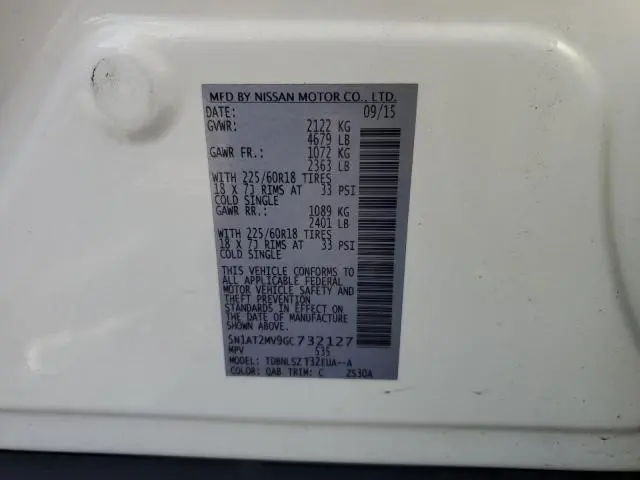 MFD BY NISSAN MOTOR CO., LTD.
DATE: 09/15
GVWR: 2122 KG
4679 LB
GAWR FR.: 1072 KG
2363 LB
WITH 225/60R18 TIRES
18 X 7J RIMS AT 33 PSI
COLD SINGLE
GAWR RR.: 1089 KG
2401 LB
WITH 225/60R18 TIRES
18 X 7J RIMS AT 33 PSI
COLD SINGLE
THIS VEHICLE CONFORMS TO
ALL APPLICABLE FEDERAL
MOTOR VEHICLE SAFETY AND
THEFT PREVENTION
STANDARDS IN EFFECT ON
THE DATE OF MANUFACTURE
SHOWN ABOVE.
5N1AT2MV9GC732127
MPV 535
MODEL: TDBNLSZ T32EUA--A
COLOR: QAB TRIM: C 2530A